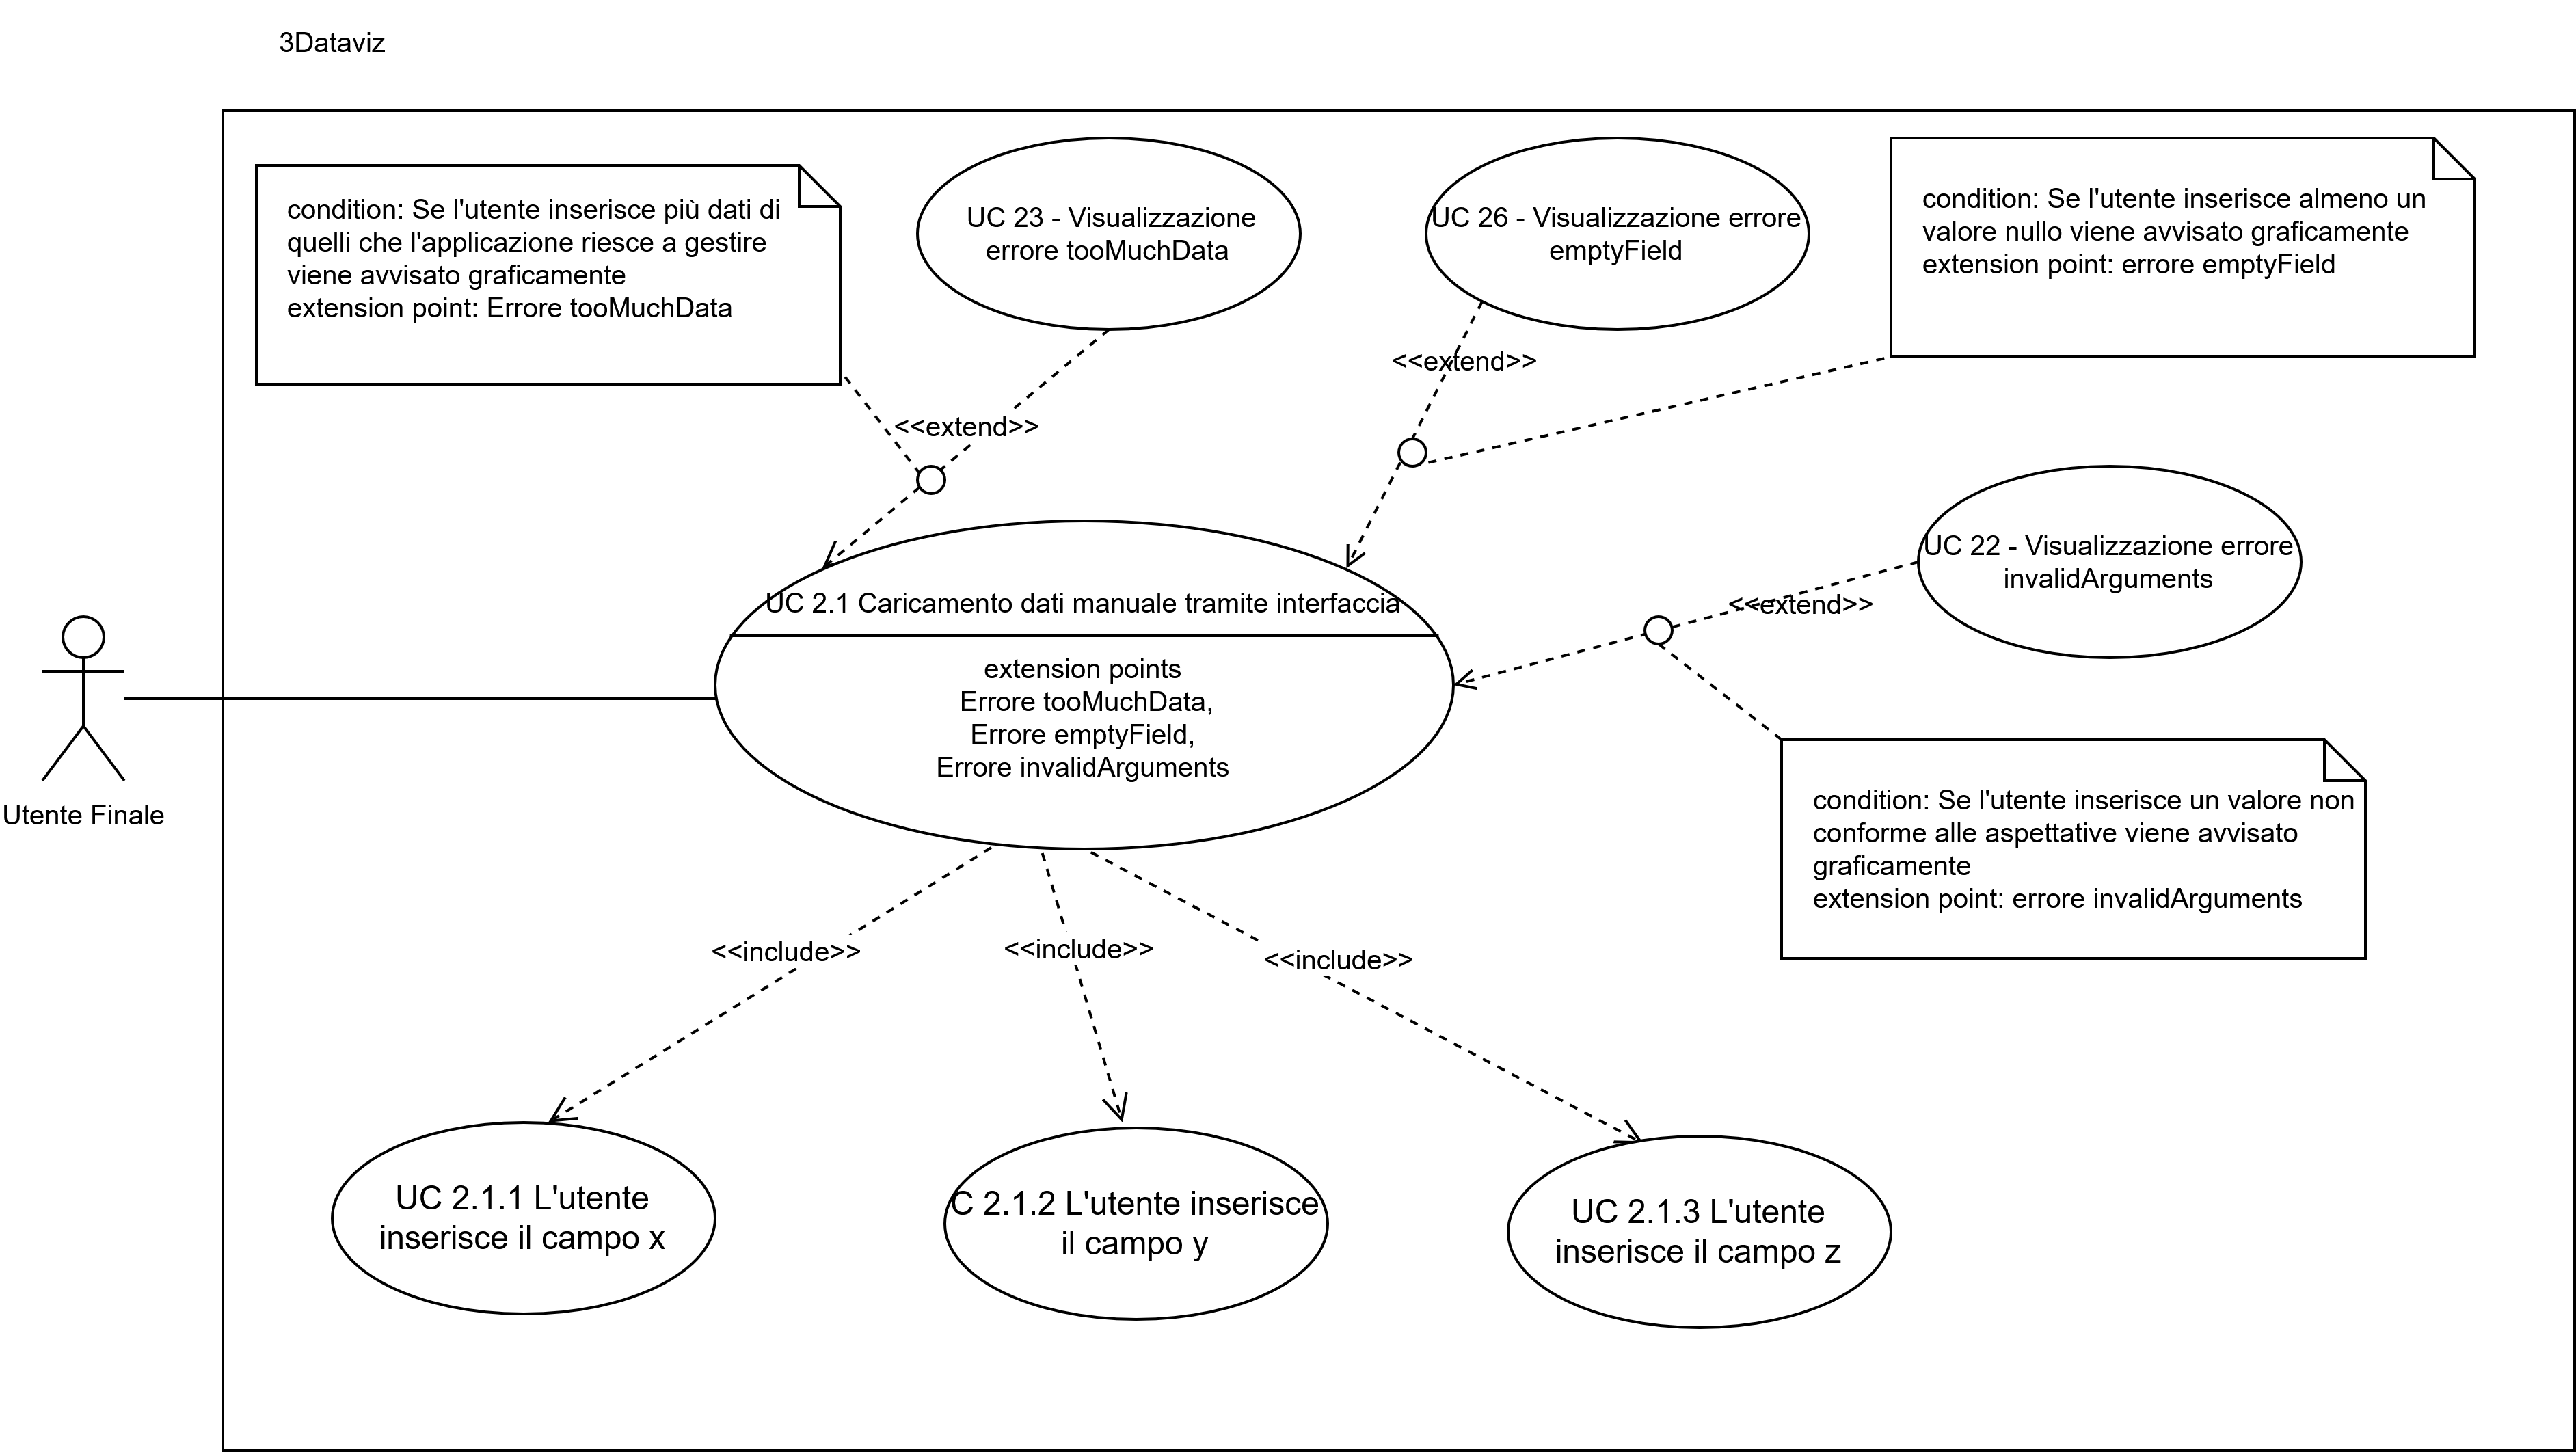 3Dataviz
condition: Se l'utente inserisce più dati di
quelli che l'applicazione riesce a gestire
viene avvisato graficamente
extension point: Errore tooMuchData
UC 23 - Visualizzazione
errore tooMuchData
UC 26 - Visualizzazione errore
emptyField
condition: Se l'utente inserisce almeno un
valore nullo viene avvisato graficamente
extension point: errore emptyField
<<extend>>
<<extend>>
UC 22 - Visualizzazione errore
invalidArguments
<<extend>>
UC 2.1 Caricamento dati manuale tramite interfaccia
extension points
Errore tooMuchData,
Errore emptyField,
Errore invalidArguments
Utente Finale
condition: Se l'utente inserisce un valore non
conforme alle aspettative viene avvisato
graficamente
extension point: errore invalidArguments
<<include>>
<<include>>
<<include>>
UC 2.1.1 L'utente
inserisce il campo x
C 2.1.2 L'utente inserisce
il campo y
UC 2.1.3 L'utente
inserisce il campo z